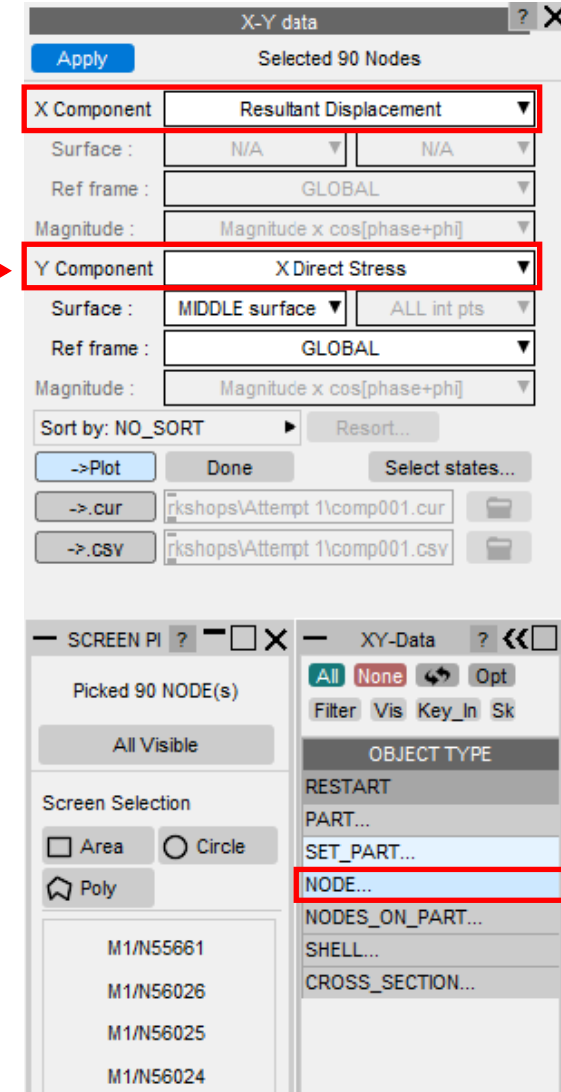 X-Y data ?
Apply Selected 90 Nodes
X Component Resultant Displacement
Surface : N/A N/A
Ref frame : GLOBAL
Magnitude : Magnitude x cos[phase+phi]
Y Component X Direct Stress
Surface : MIDDLE surface ALL int pts
Ref frame : GLOBAL
Magnitude : Magnitude x cos[phase+phi]
Sort by: NO_SORT Resort...
->Plot Done Select states...
->.cur rkshops\Attempt 1\comp001.cur
->.csv rkshops\Attempt 1\comp001.csv
SCREEN PI ?
Picked 90 NODE(s)
All Visible
Screen Selection
Area Circle
Poly
M1/N55661
M1/N56026
M1/N56025
M1/N56024
XY-Data ?
All None Opt
Filter Vis Key_In Sk
OBJECT TYPE
RESTART
PART...
SET_PART...
NODE...
NODES_ON_PART...
SHELL...
CROSS_SECTION...